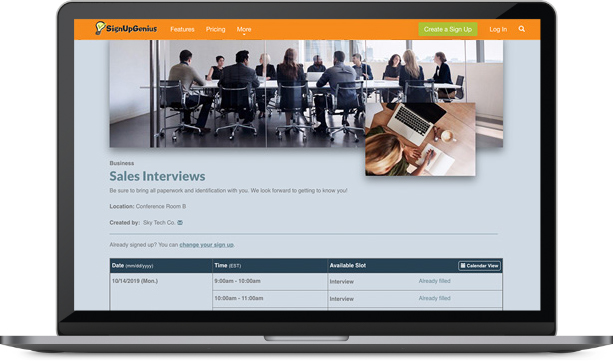 SignUpGenius Features Pricing More Create a Sign Up Log In
Business
Sales Interviews
Be sure to bring all paperwork and identification with you. We look forward to getting to know you!
Location: Conference Room B
Created by: Sky Tech Co.
Already signed up? You can change your sign up.
Date (mm/dd/yyyy) Time (EST) Available Slot Calendar View
10/14/2019 (Mon.) 9:00am - 10:00am Interview Already filled
10:00am - 11:00am Interview Already filled